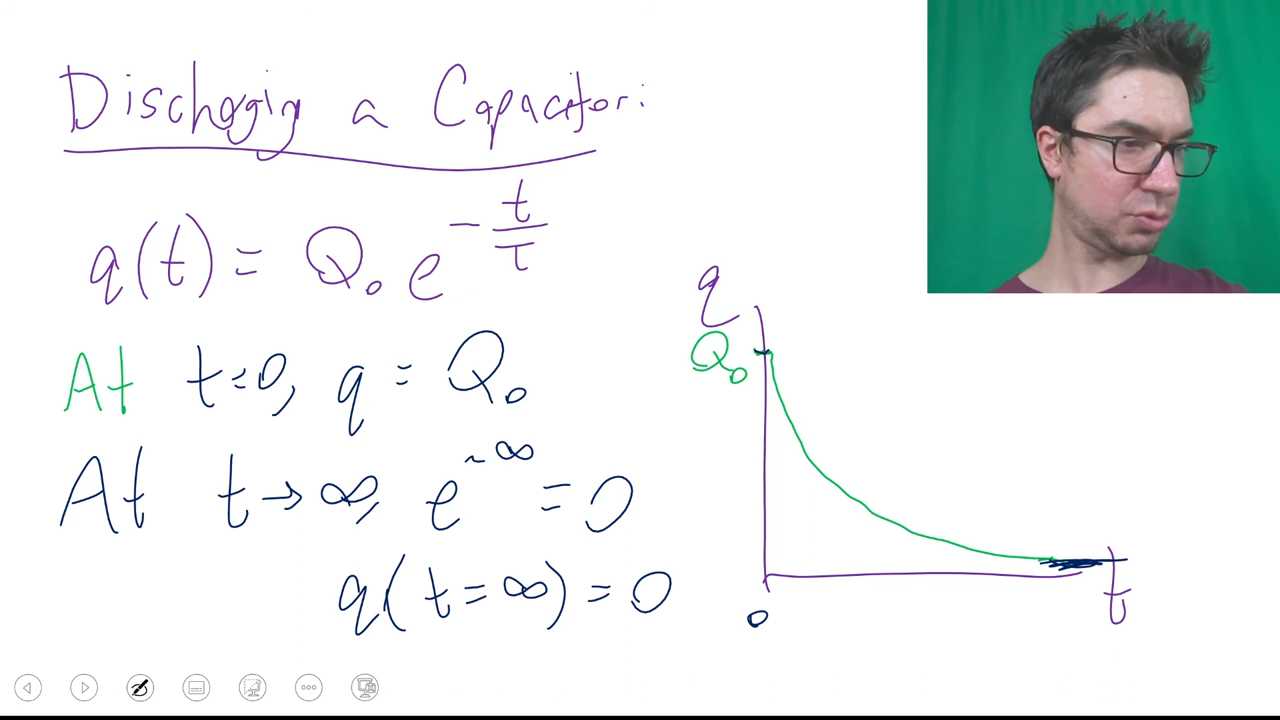 Discharging a Capacitor:
q(t) = Q₀ e^(-t/τ)
At t=0, q = Q₀
At t→∞, e^(-∞) = 0
q(t=∞) = 0
q
Q₀
0
t